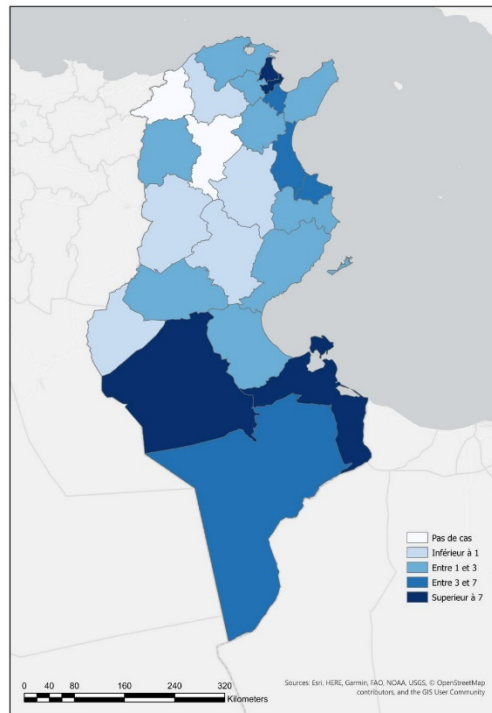 Pas de cas
Inférieur à 1
Entre 1 et 3
Entre 3 et 7
Superieur à 7
0 20 40 80 160 240 320
Kilometers
Sources: Esri, HERE, Garmin, FAO, NOAA, USGS, © OpenStreetMap
contributors, and the GIS User Community